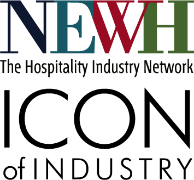 NEWH
The Hospitality Industry Network
ICON
of INDUSTRY